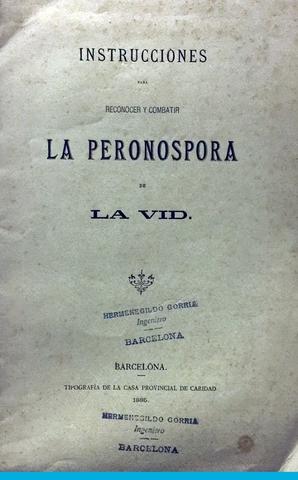 INSTRUCCIONES
PARA
RECONOCER Y COMBATIR
LA PERONOSPORA
DE
LA VID.
HERMENEGILDO GORRIA
Ingeniero
BARCELONA
BARCELONA.
TIPOGRAFÍA DE LA CASA PROVINCIAL DE CARIDAD
1885.
HERMENEGILDO GORRIA
Ingeniero
BARCELONA